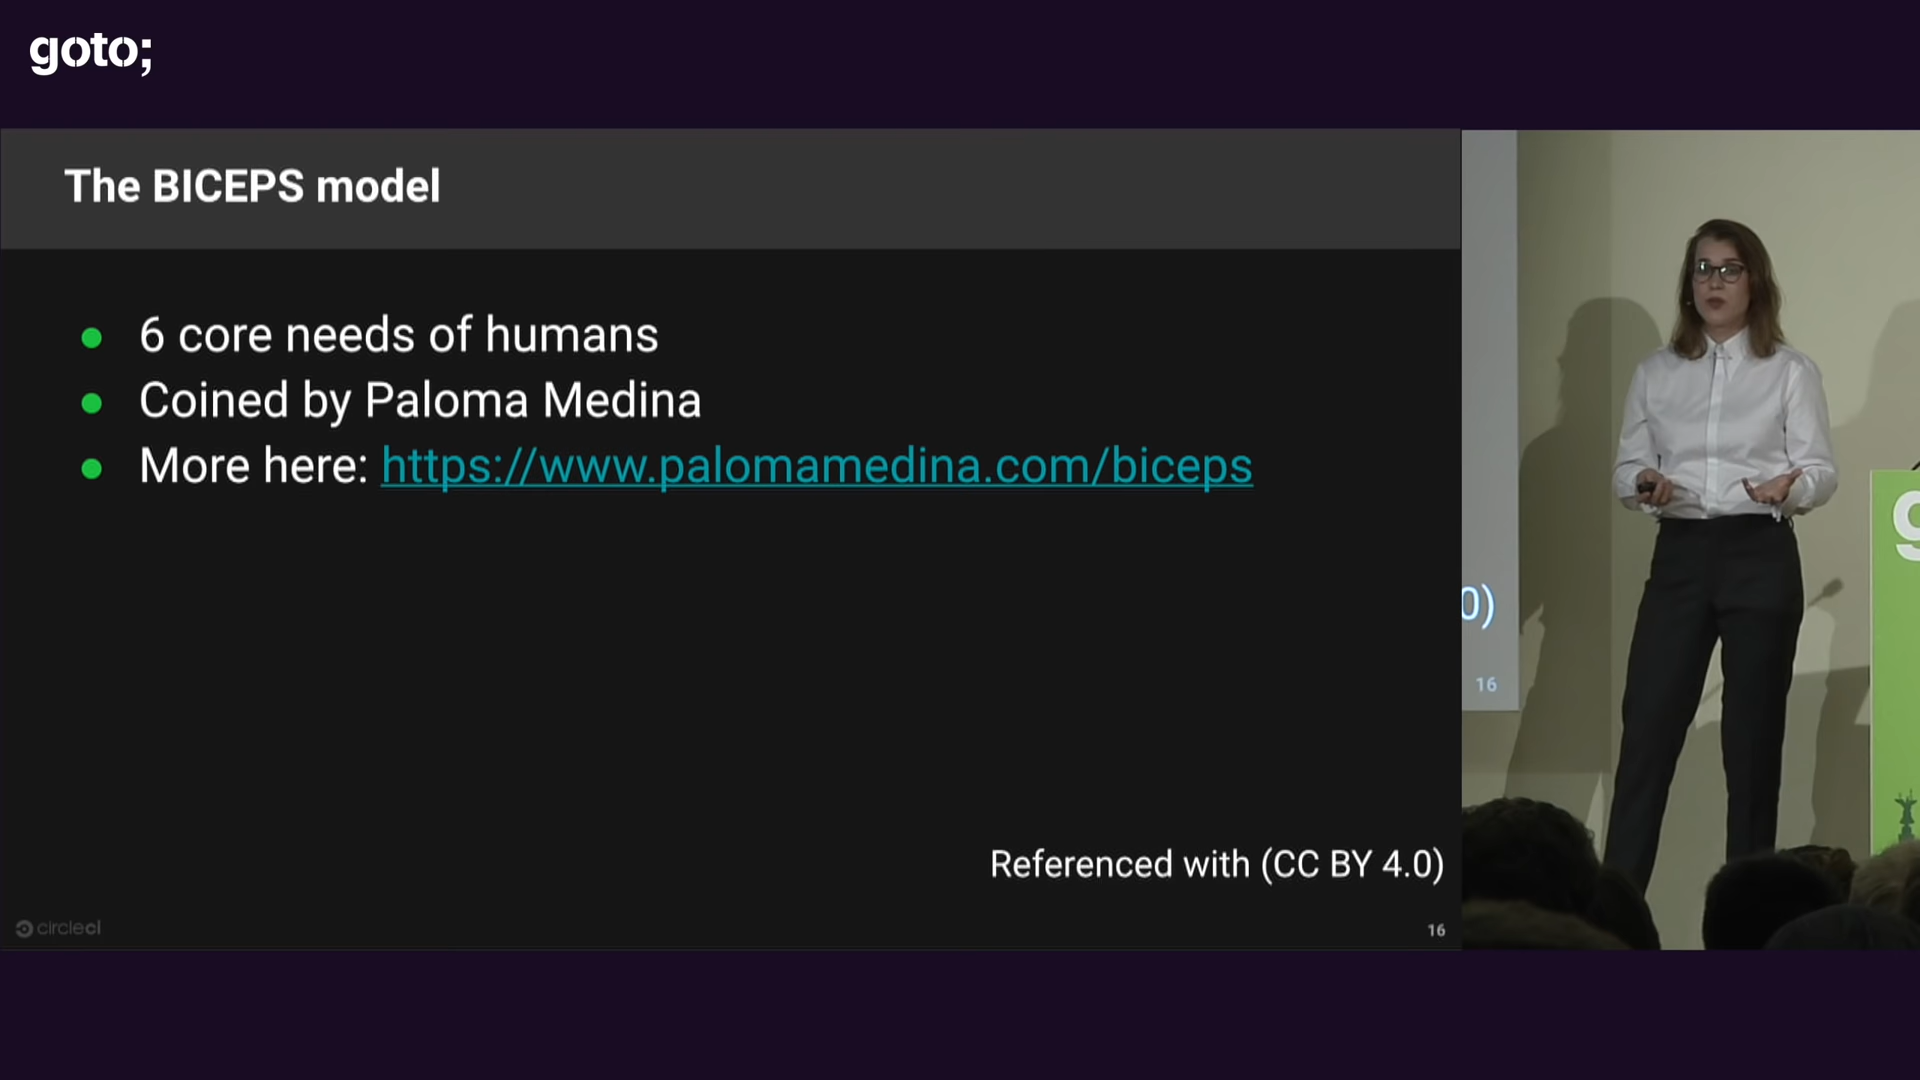 goto;
The BICEPS model
6 core needs of humans
Coined by Paloma Medina
More here: https://www.palomamedina.com/biceps
Referenced with (CC BY 4.0)
circleci
16
0)
16
g